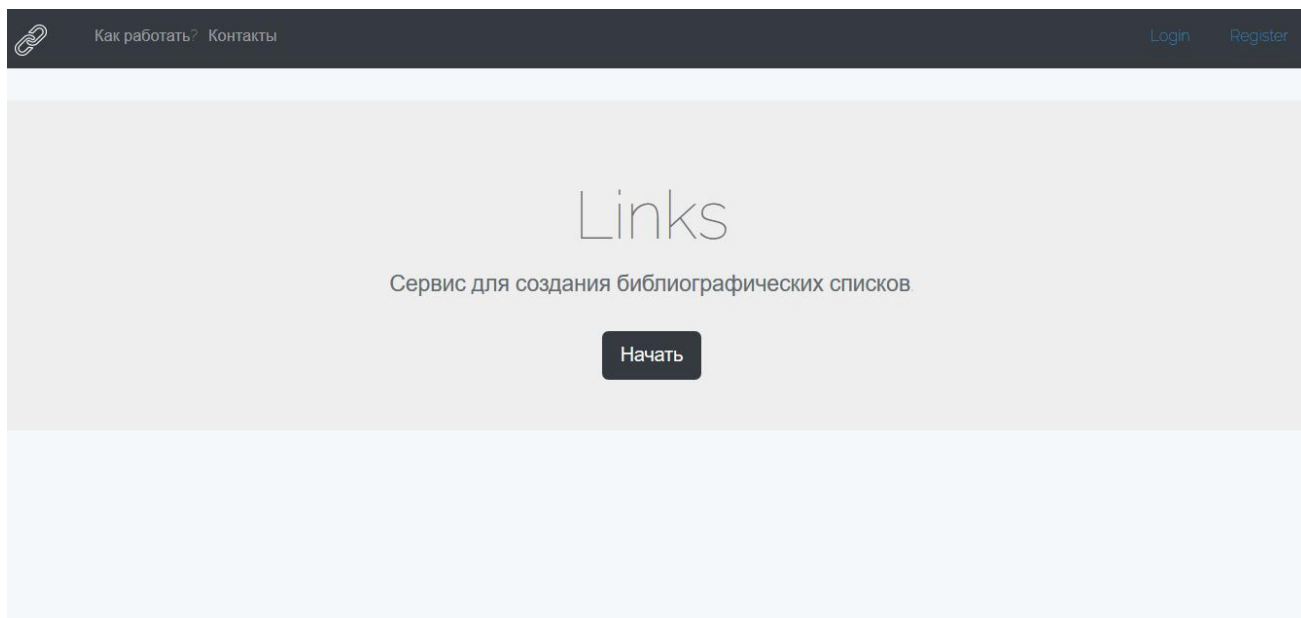 Как работать? Контакты Login Register
Links
Сервис для создания библиографических списков.
Начать